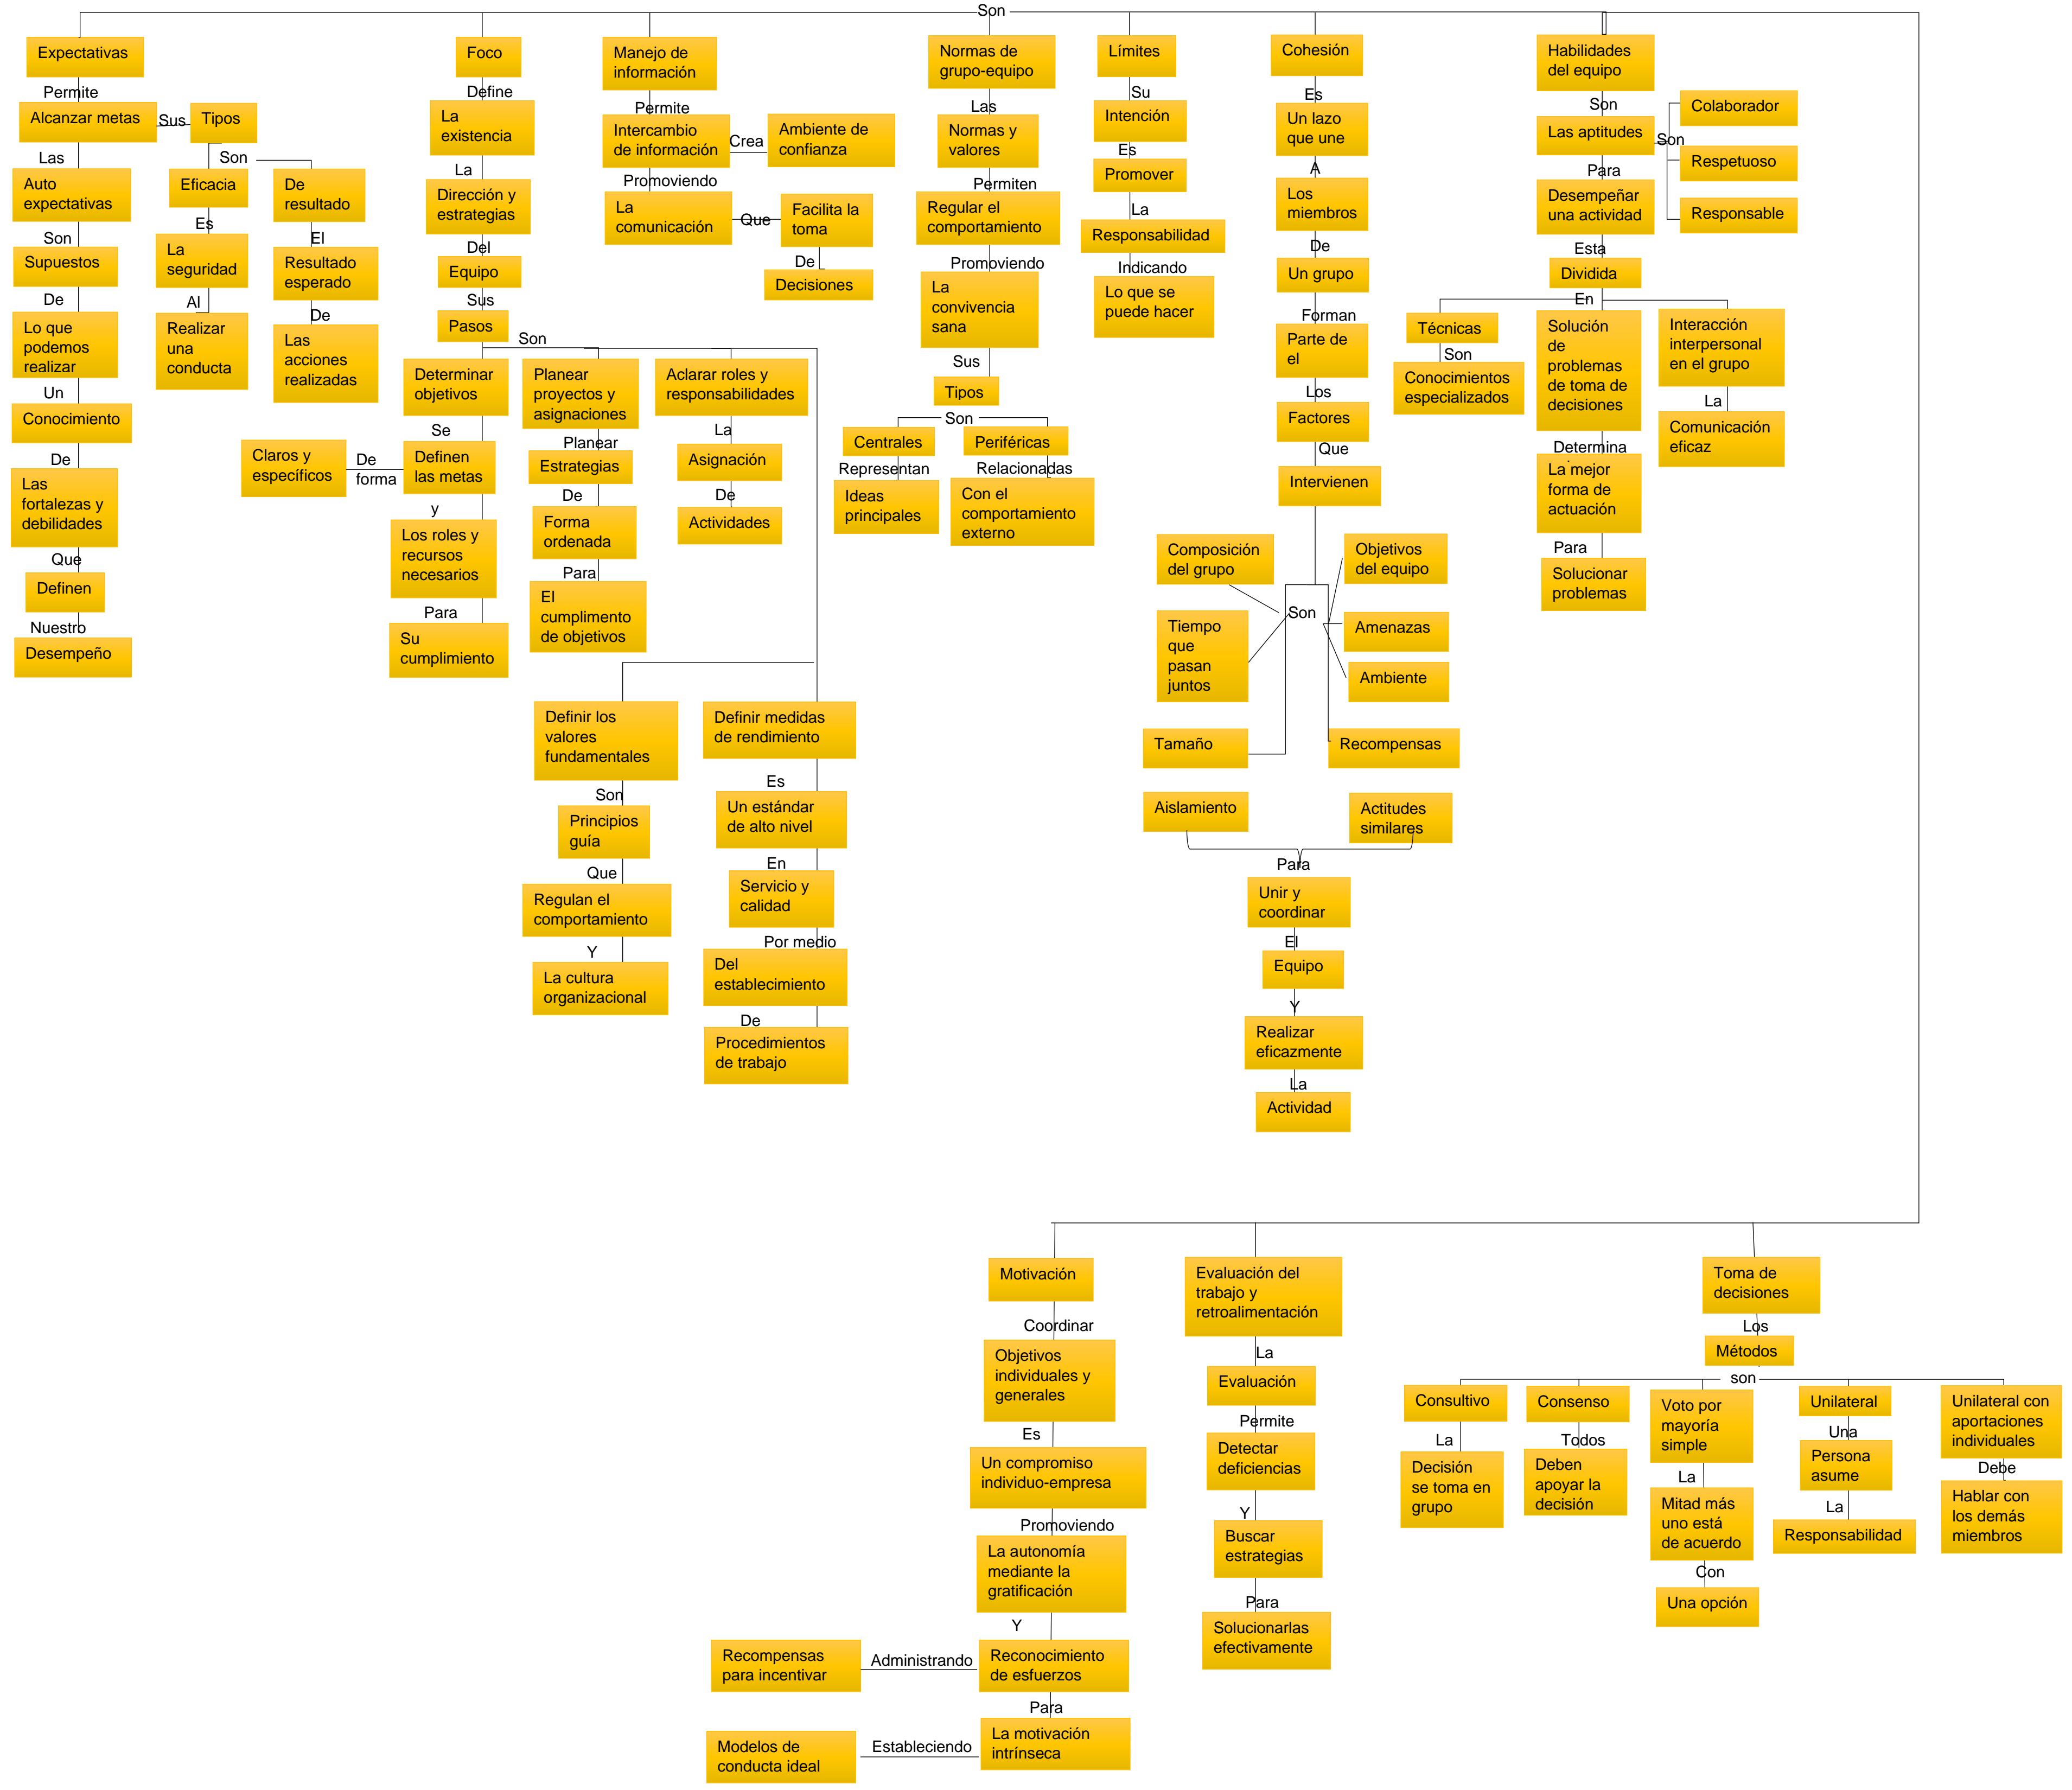 Son
Expectativas
Permite
Alcanzar metas
Sus
Tipos
Las
Auto
expectativas
Son
Supuestos
De
Lo que
podemos
realizar
Un
Conocimiento
De
Las
fortalezas y
debilidades
Que
Definen
Nuestro
Desempeño
Son
Eficacia
Es
La
seguridad
Al
Realizar
una
conducta
De
resultado
El
Resultado
esperado
De
Las
acciones
realizadas
Foco
Define
La
existencia
La
Dirección y
estrategias
Del
Equipo
Sus
Pasos
Son
Determinar
objetivos
Se
Definen
las metas
De
forma
Claros y
específicos
y
Los roles y
recursos
necesarios
Para
Su
cumplimiento
Planear
proyectos y
asignaciones
Planear
Estrategias
De
Forma
ordenada
Para
El
cumplimento
de objetivos
Aclarar roles y
responsabilidades
La
Asignación
De
Actividades
Definir los
valores
fundamentales
Son
Principios
guía
Que
Regulan el
comportamiento
Y
La cultura
organizacional
Definir medidas
de rendimiento
Es
Un estándar
de alto nivel
En
Servicio y
calidad
Por medio
Del
establecimiento
De
Procedimientos
de trabajo
Manejo de
información
Permite
Intercambio
de información
Crea
Ambiente de
confianza
Promoviendo
La
comunicación
Que
Facilita la
toma
De
Decisiones
Normas de
grupo-equipo
Las
Normas y
valores
Permiten
Regular el
comportamiento
Promoviendo
La
convivencia
sana
Sus
Tipos
Son
Centrales
Representan
Ideas
principales
Periféricas
Relacionadas
Con el
comportamiento
externo
Límites
Su
Intención
Es
Promover
La
Responsabilidad
Indicando
Lo que se
puede hacer
Cohesión
Es
Un lazo
que une
A
Los
miembros
De
Un grupo
Forman
Parte de
el
Los
Factores
Que
Intervienen
Son
Composición
del grupo
Objetivos
del equipo
Tiempo
que
pasan
juntos
Amenazas
Ambiente
Tamaño
Recompensas
Aislamiento
Actitudes
similares
Para
Unir y
coordinar
El
Equipo
Y
Realizar
eficazmente
La
Actividad
Habilidades
del equipo
Son
Las aptitudes
Son
Colaborador
Respetuoso
Responsable
Para
Desempeñar
una actividad
Esta
Dividida
En
Técnicas
Son
Conocimientos
especializados
Solución
de
problemas
de toma de
decisiones
Determina
La mejor
forma de
actuación
Para
Solucionar
problemas
Interacción
interpersonal
en el grupo
La
Comunicación
eficaz
Motivación
Coordinar
Objetivos
individuales y
generales
Es
Un compromiso
individuo-empresa
Promoviendo
La autonomía
mediante la
gratificación
Y
Reconocimiento
de esfuerzos
Administrando
Recompensas
para incentivar
Para
La motivación
intrínseca
Estableciendo
Modelos de
conducta ideal
Evaluación del
trabajo y
retroalimentación
La
Evaluación
Permite
Detectar
deficiencias
Y
Buscar
estrategias
Para
Solucionarlas
efectivamente
Toma de
decisiones
Los
Métodos
son
Consultivo
La
Decisión
se toma en
grupo
Consenso
Todos
Deben
apoyar la
decisión
Voto por
mayoría
simple
La
Mitad más
uno está
de acuerdo
Con
Una opción
Unilateral
Una
Persona
asume
La
Responsabilidad
Unilateral con
aportaciones
individuales
Debe
Hablar con
los demás
miembros